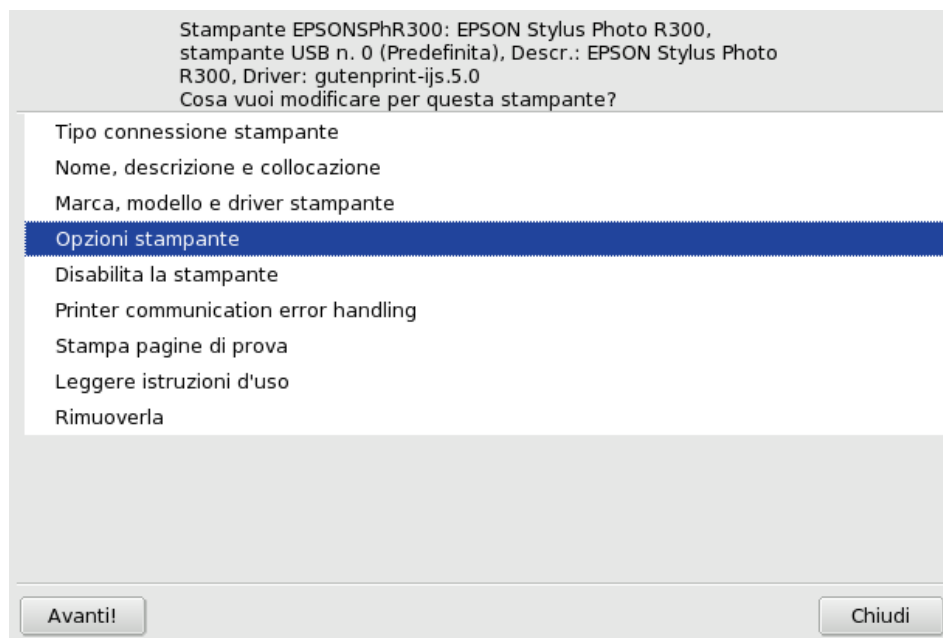 Stampante EPSONSPhR300: EPSON Stylus Photo R300,
stampante USB n. 0 (Predefinita), Descr.: EPSON Stylus Photo
R300, Driver: gutenprint-ijs.5.0
Cosa vuoi modificare per questa stampante?
Tipo connessione stampante
Nome, descrizione e collocazione
Marca, modello e driver stampante
Opzioni stampante
Disabilita la stampante
Printer communication error handling
Stampa pagine di prova
Leggere istruzioni d'uso
Rimuoverla
Avanti!
Chiudi